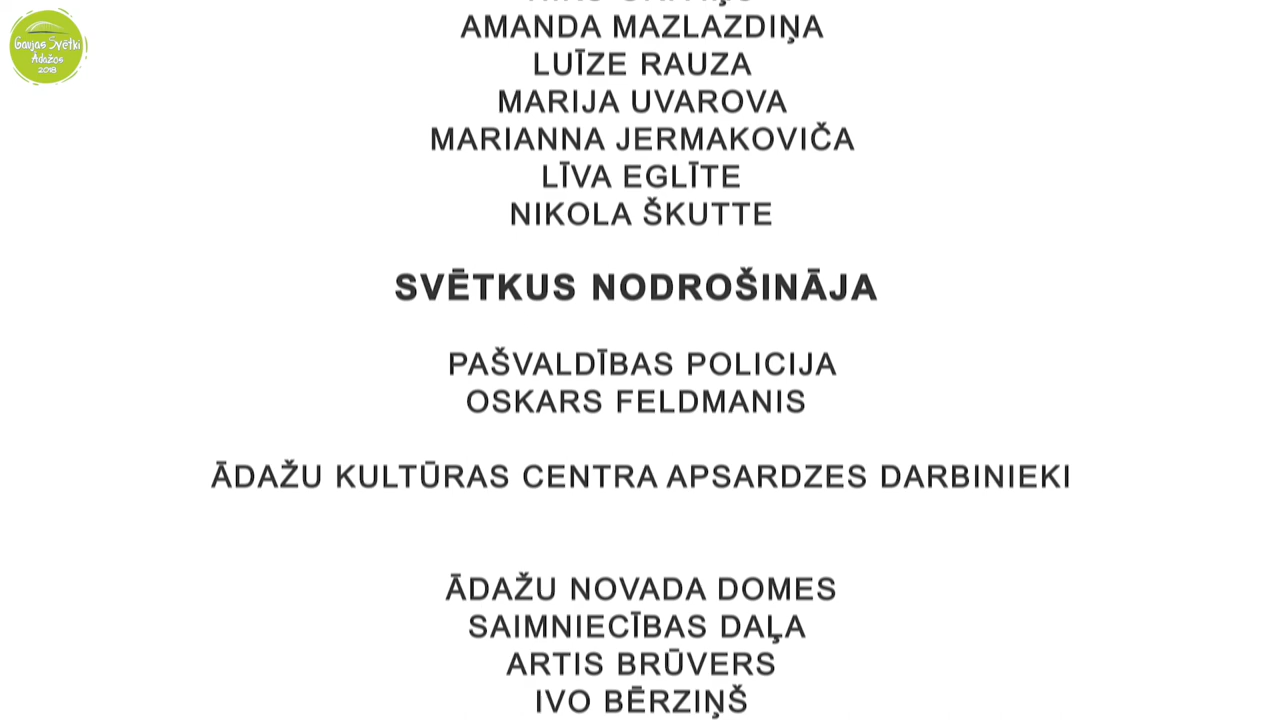 Gaujas Svētki
Ādažos
2018
AMANDA MAZLAZDIŅA
LUĪZE RAUZA
MARIJA UVAROVA
MARIANNA JERMAKOVIČA
LĪVA EGLĪTE
NIKOLA ŠKUTTE
SVĒTKUS NODROŠINĀJA
PAŠVALDĪBAS POLICIJA
OSKARS FELDMANIS
ĀDAŽU KULTŪRAS CENTRA APSARDZES DARBINIEKI
ĀDAŽU NOVADA DOMES
SAIMNIECĪBAS DAĻA
ARTIS BRŪVERS
IVO BĒRZIŅŠ